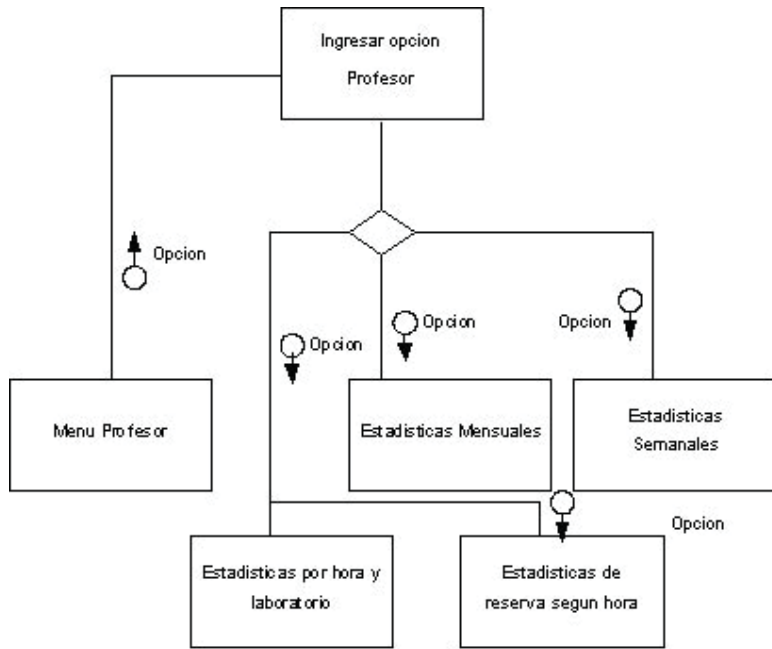 Ingresar opcion
Profesor
Opcion
Opcion
Opcion
Opcion
Menu Profesor
Estadisticas Mensuales
Estadisticas
Semanales
Opcion
Estadisticas por hora y
laboratorio
Estadisticas de
reserva segun hora